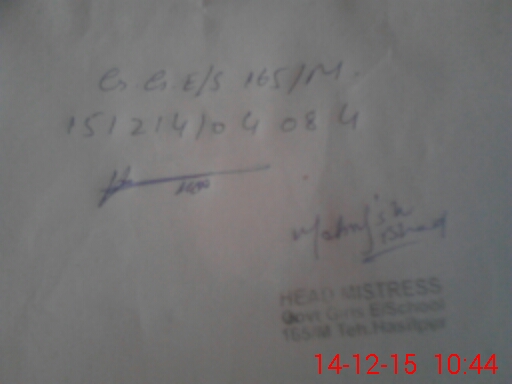 G G E/S 165/M.
151214/04084
HEAD MISTRESS
Govt Girls E/School
165/M Teh. Hasilpur
14-12-15 10:44